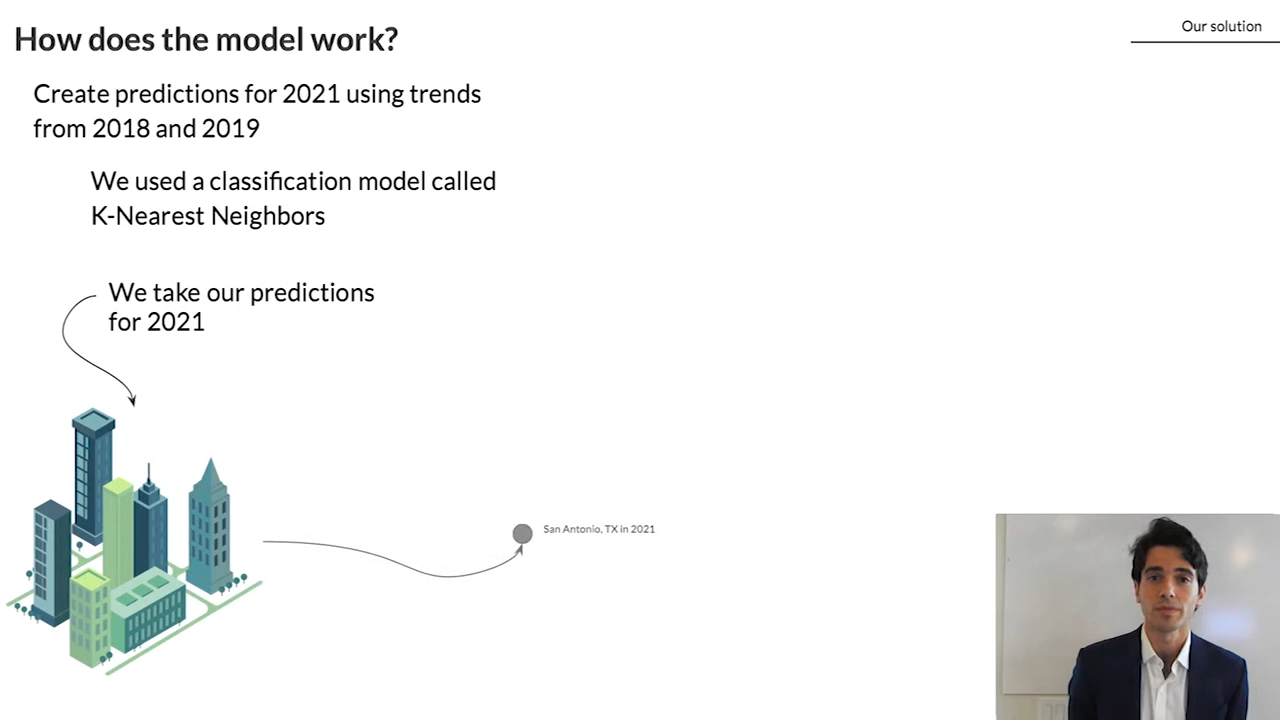 Our solution
How does the model work?
Create predictions for 2021 using trends
from 2018 and 2019
We used a classification model called
K-Nearest Neighbors
We take our predictions
for 2021
San Antonio, TX in 2021